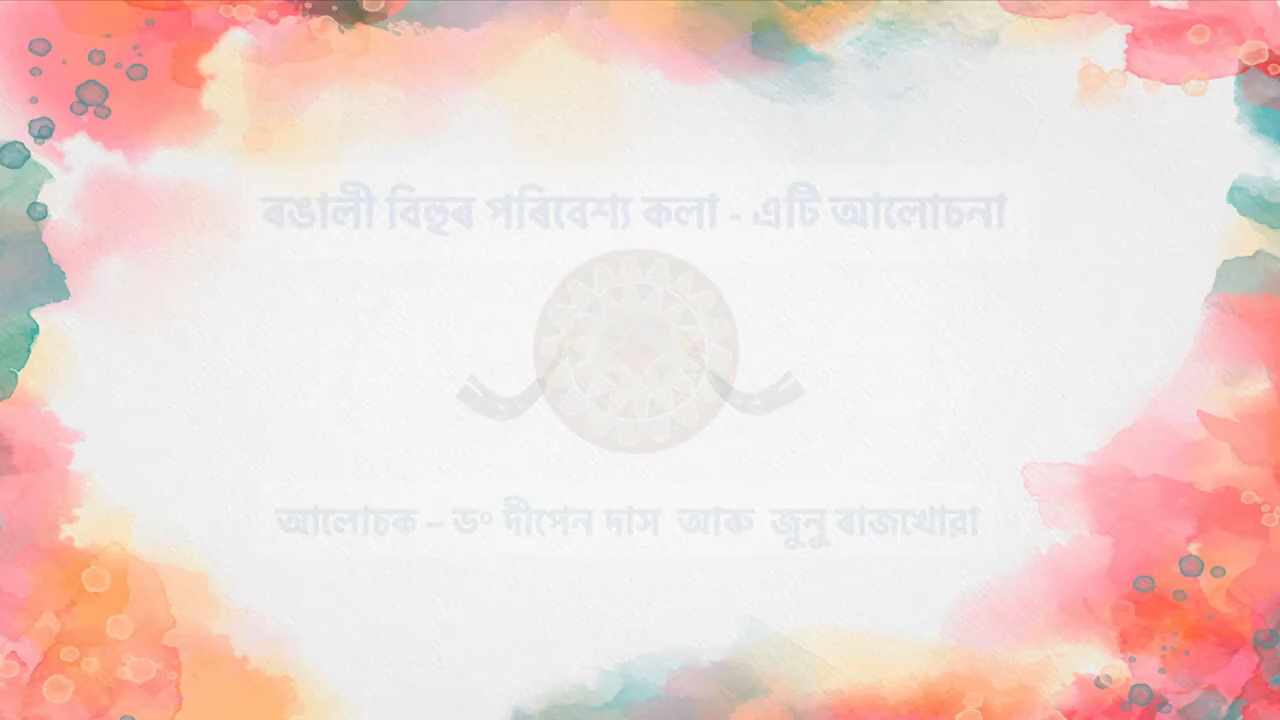 ৰঙালী বিহুৰ পৰিবেশ্য কলা - এটি আলোচনা
আলোচক – ডং দীপেন দাস আৰু জুনু ৰাজখোৱা